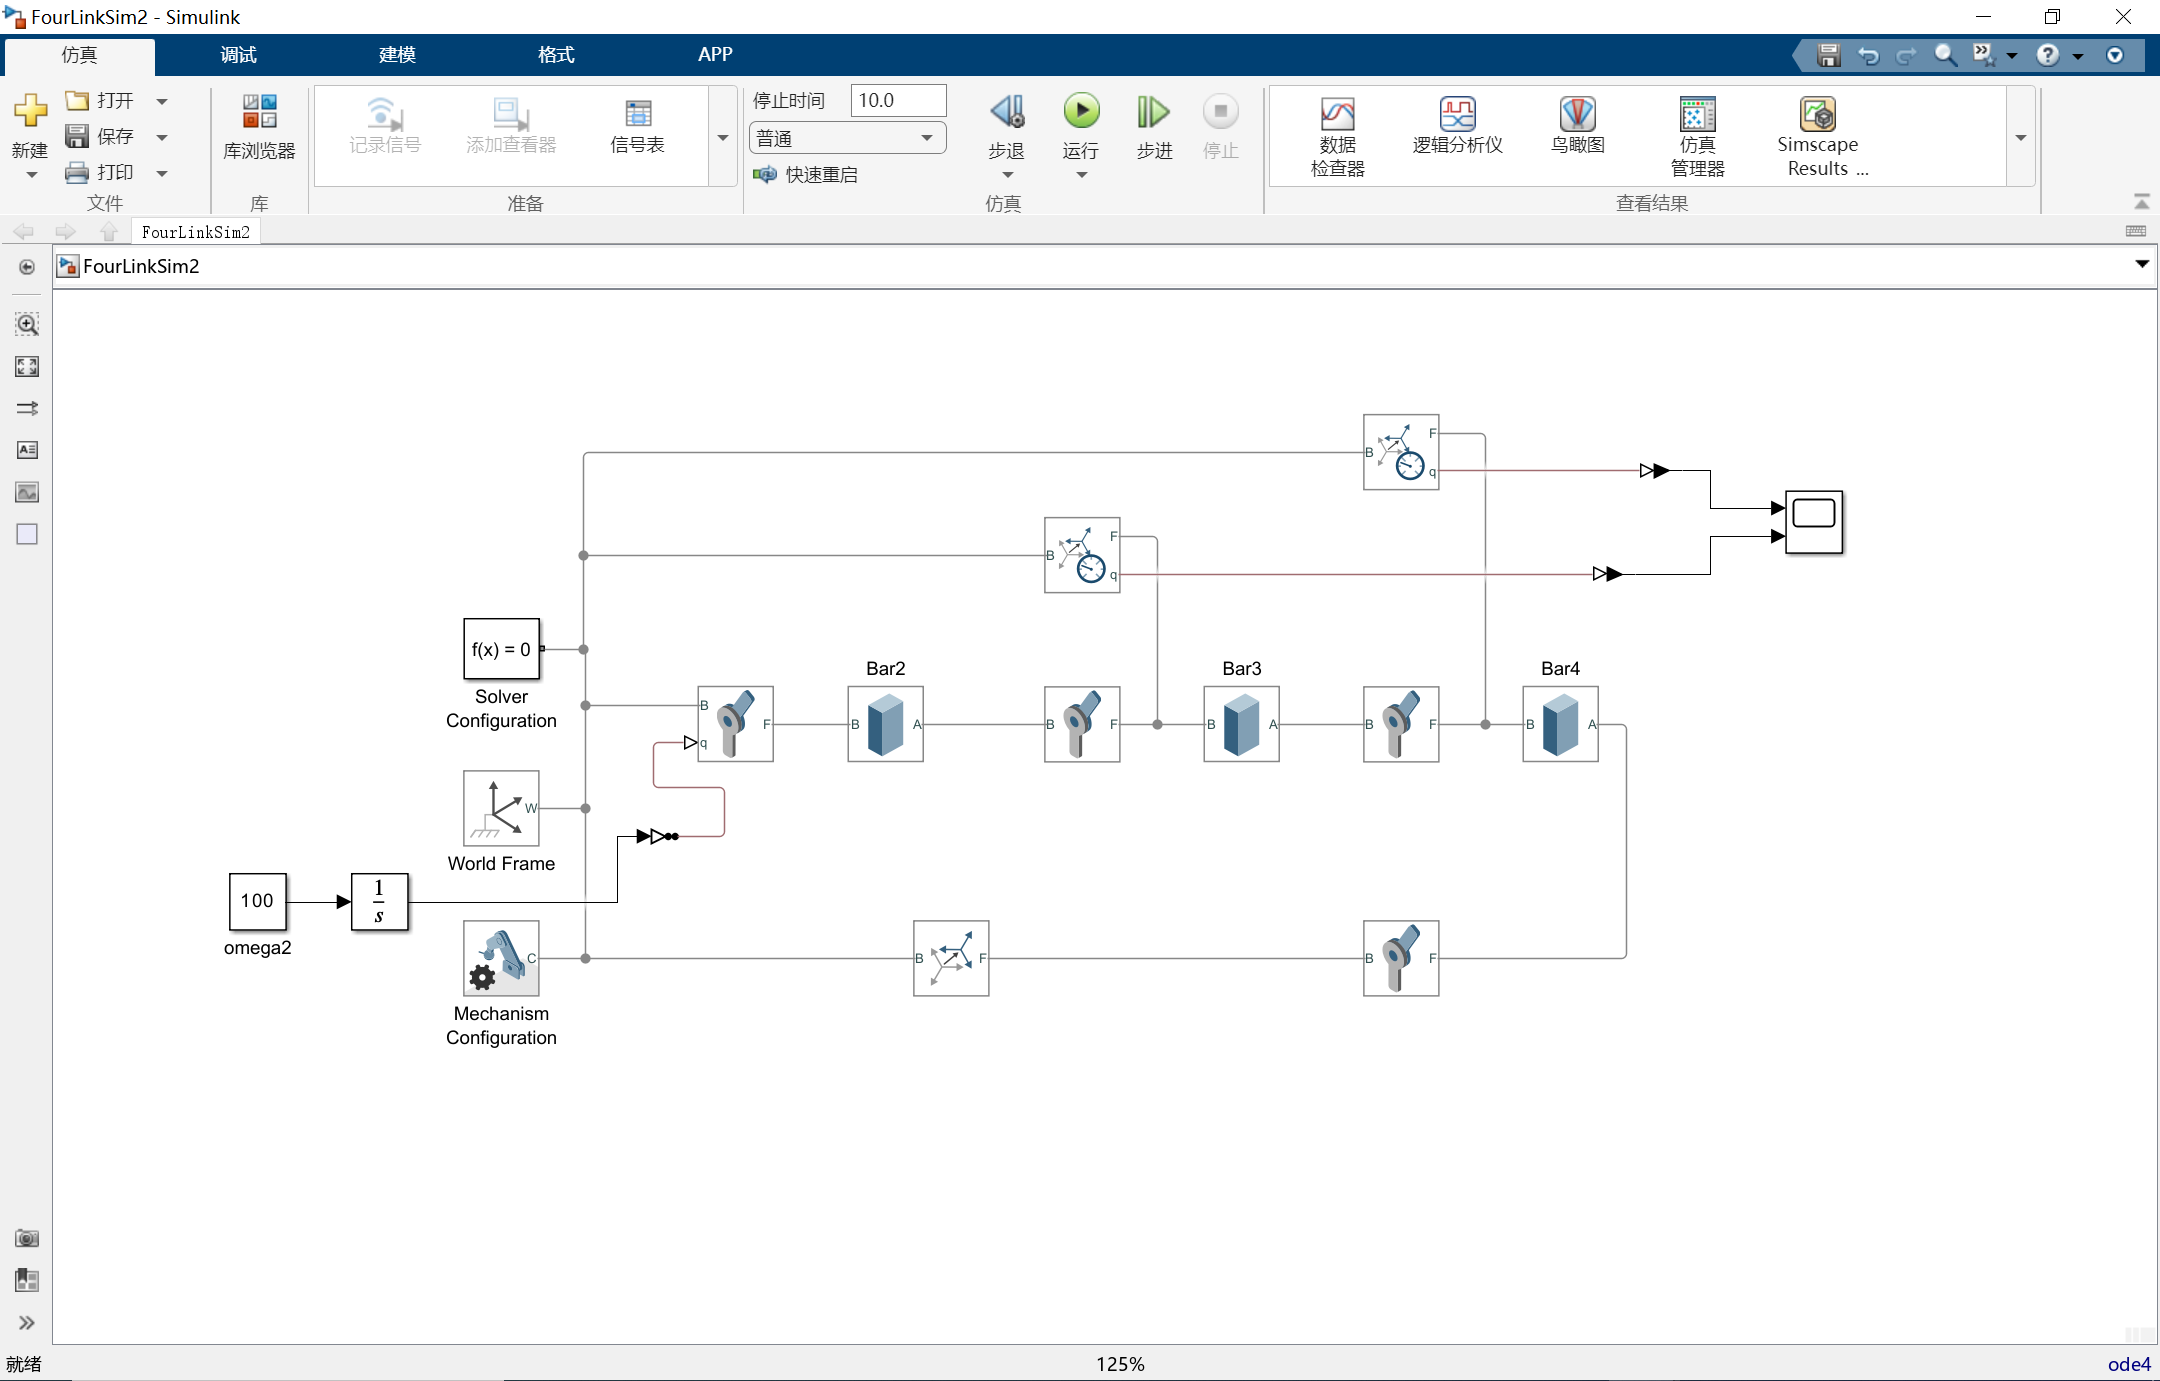 FourLinkSim2 - Simulink
仿真
调试
建模
格式
APP
新建
打开
保存
打印
文件
库浏览器
库
记录信号
添加查看器
信号表
准备
停止时间
10.0
普通
快速重启
步退
运行
步进
停止
仿真
数据
检查器
逻辑分析仪
鸟瞰图
仿真
管理器
Simscape
Results ...
查看结果
FourLinkSim2
FourLinkSim2
B
F
q
B
F
q
f(x) = 0
Solver
Configuration
Bar2
Bar3
Bar4
B
F
q
B
A
B
F
B
A
B
F
B
A
W
World Frame
100
omega2
1
s
C
Mechanism
Configuration
B
F
B
F
就绪
125%
ode4